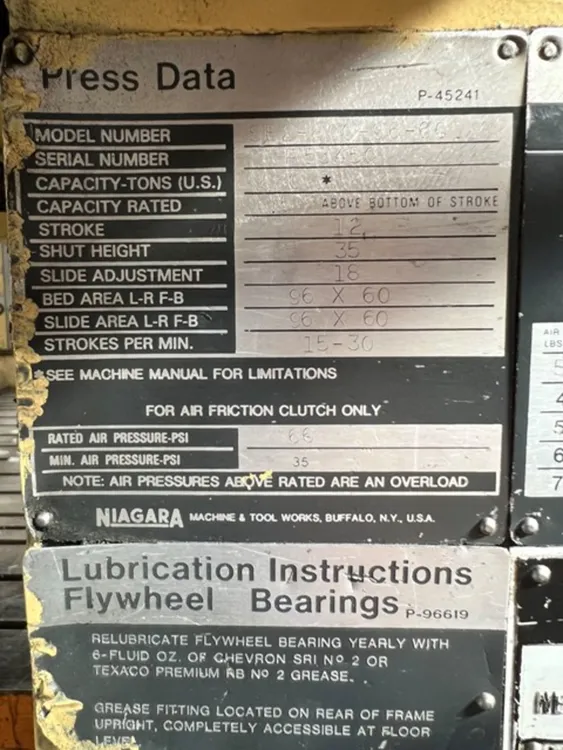 Press Data
P-45241
MODEL NUMBER
SERIAL NUMBER
CAPACITY-TONS (U.S.) *
CAPACITY RATED ABOVE BOTTOM OF STROKE
STROKE 12
SHUT HEIGHT 35
SLIDE ADJUSTMENT 18
BED AREA L-R F-B 96 X 60
SLIDE AREA L-R F-B 96 X 60
STROKES PER MIN. 15-30
*SEE MACHINE MANUAL FOR LIMITATIONS
FOR AIR FRICTION CLUTCH ONLY
RATED AIR PRESSURE-PSI 66
MIN. AIR PRESSURE-PSI 35
NOTE: AIR PRESSURES ABOVE RATED ARE AN OVERLOAD
NIAGARA MACHINE & TOOL WORKS, BUFFALO, N.Y., U.S.A.
Lubrication Instructions
Flywheel Bearings P-96619
RELUBRICATE FLYWHEEL BEARING YEARLY WITH
6-FLUID OZ. OF CHEVRON SRI Nº 2 OR
TEXACO PREMIUM RB Nº 2 GREASE.
GREASE FITTING LOCATED ON REAR OF FRAME
UPRIGHT, COMPLETELY ACCESSIBLE AT FLOOR
LEVEL
AIR
LBS
5
4
5
6
7